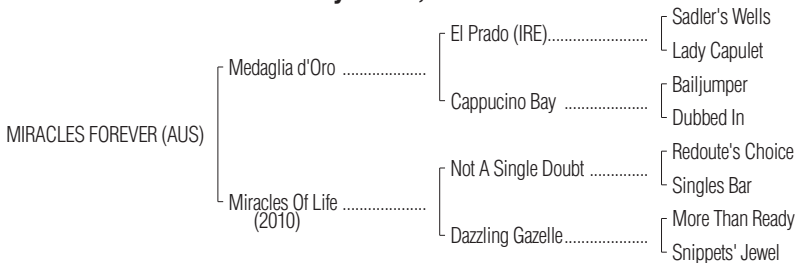 Sadler's Wells
El Prado (IRE)......................
Lady Capulet
Medaglia d'Oro ....................
Bailjumper
Cappucino Bay ....................
Dubbed In
MIRACLES FOREVER (AUS)
Redoute's Choice
Not A Single Doubt ..............
Singles Bar
Miracles Of Life ....................
(2010)
More Than Ready
Dazzling Gazelle....................
Snippets' Jewel